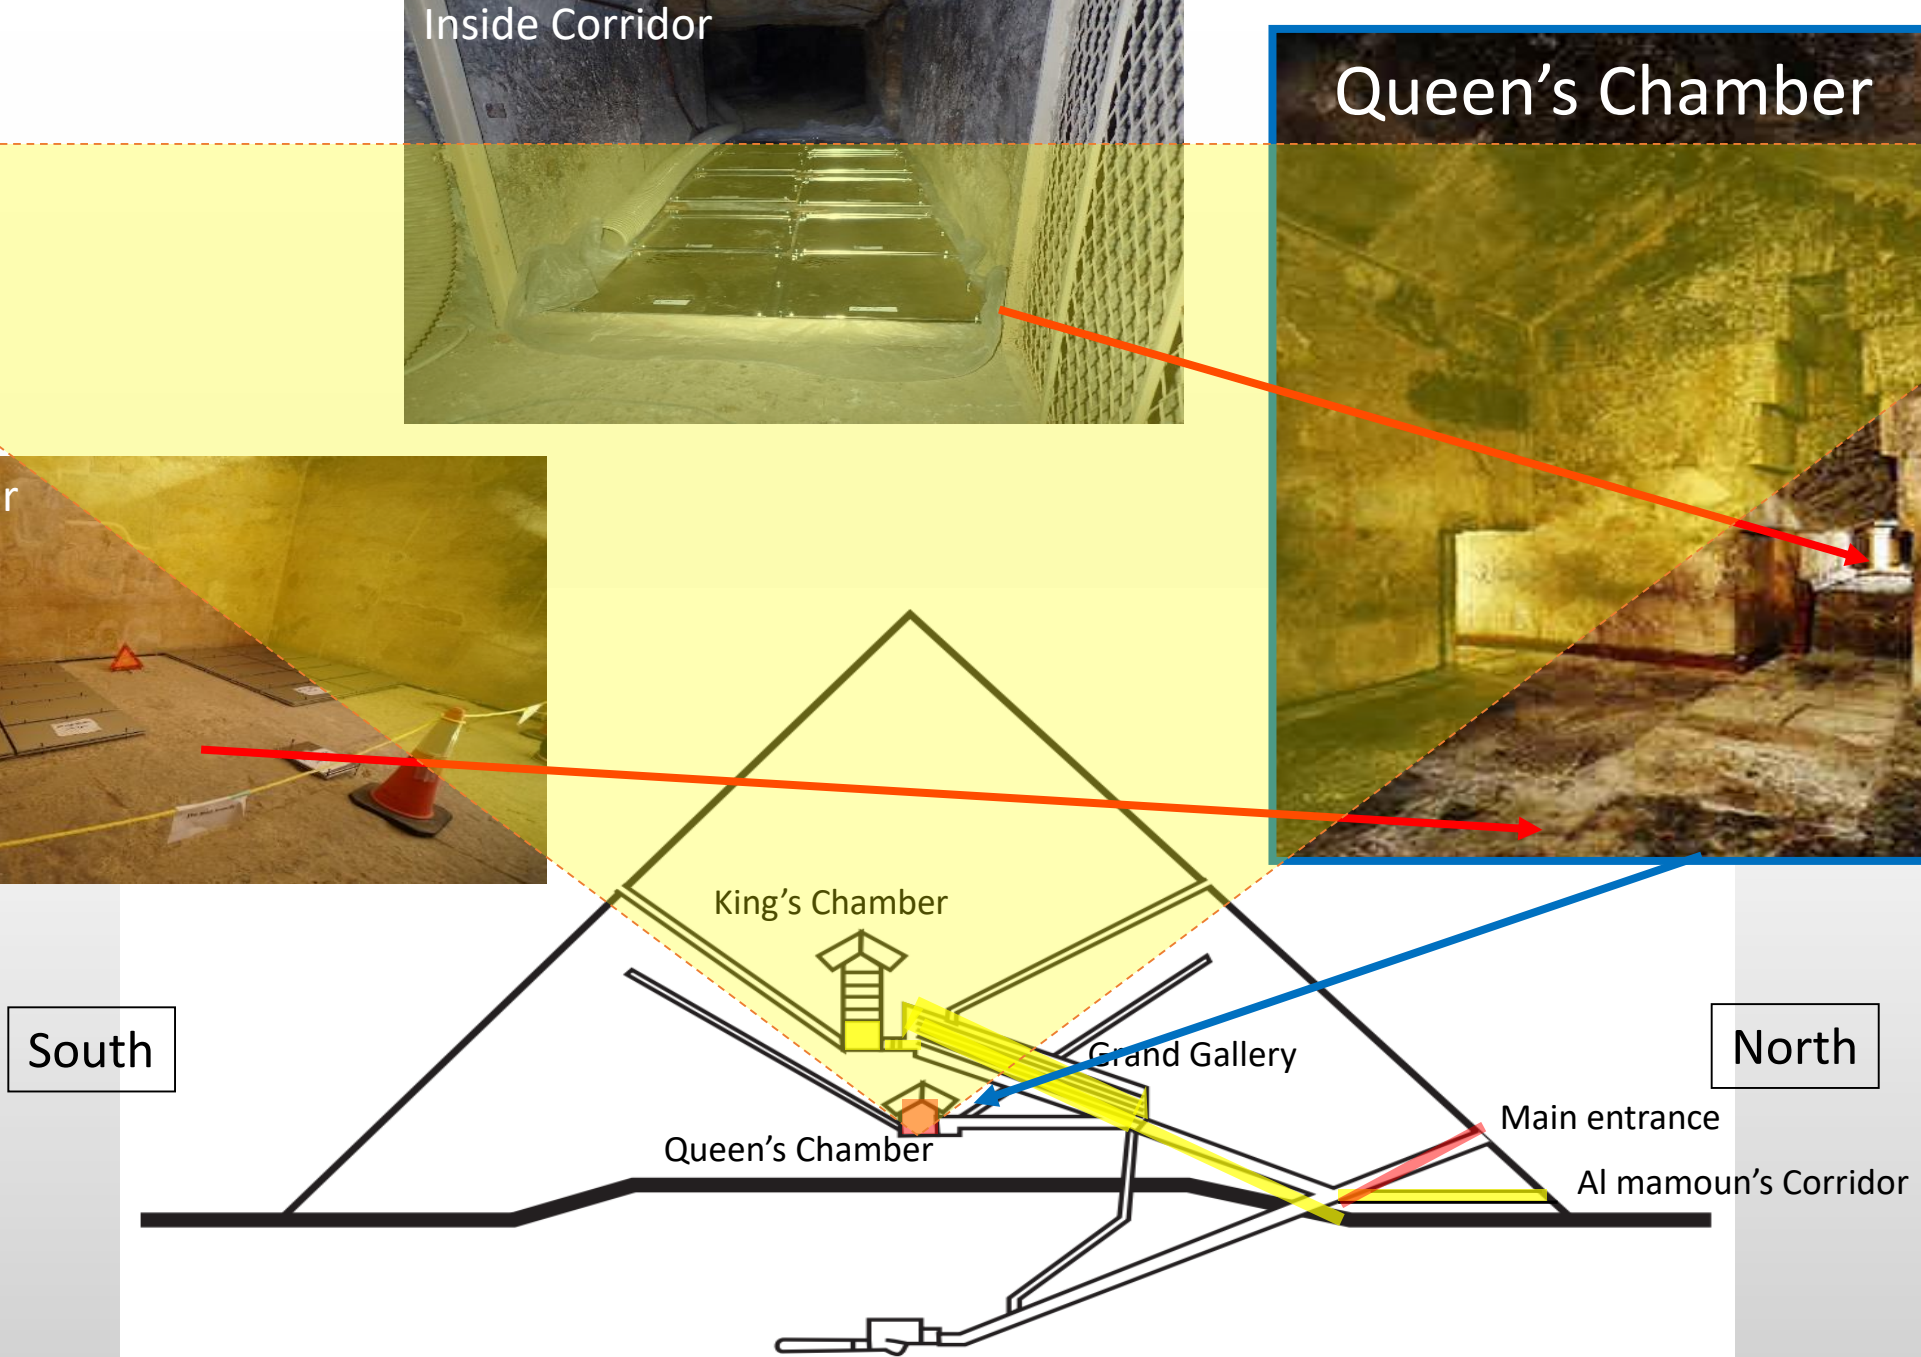 Inside Corridor
Queen’s Chamber
r
King’s Chamber
South
Grand Gallery
North
Main entrance
Queen’s Chamber
Al mamoun’s Corridor